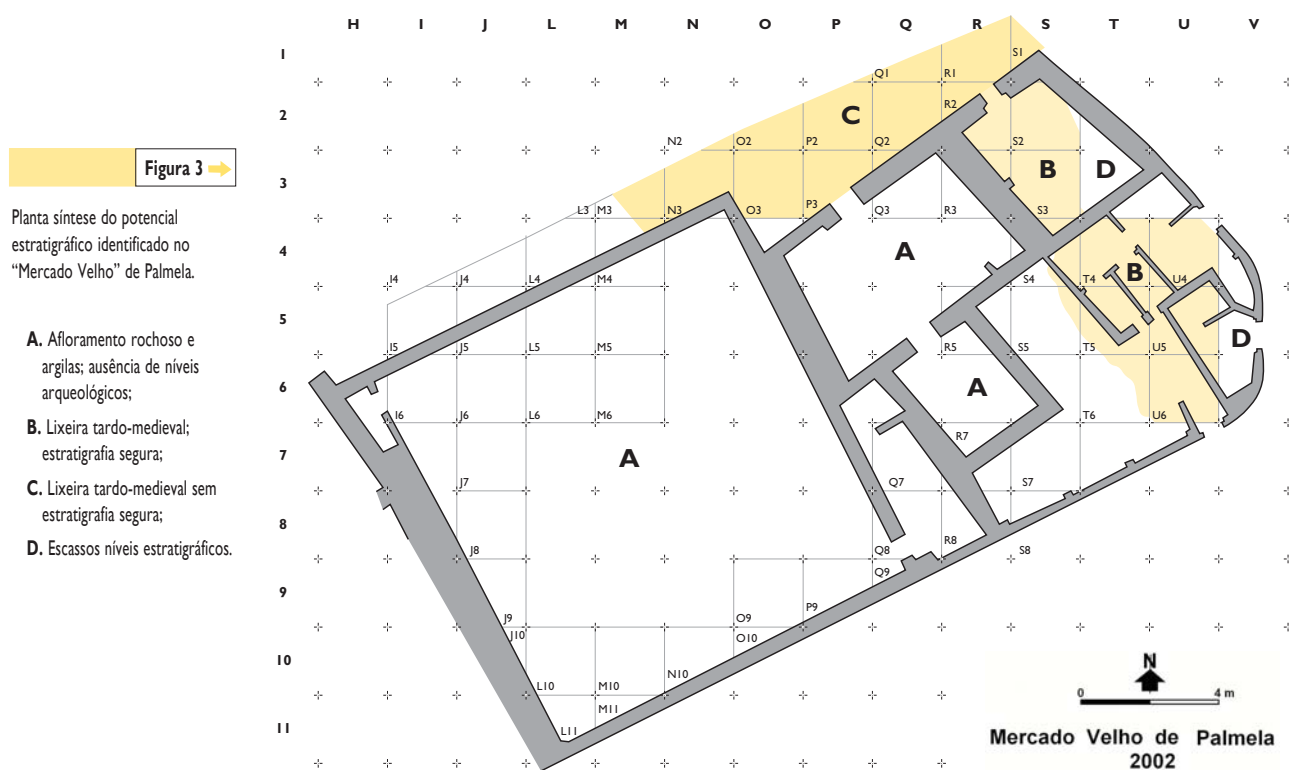 H I J L M N O P Q R S T U V
1
S1
Q1 R1
2
R2
C
N2 O2 P2 Q2 S2
Figura 3
B D
3
L3 M3 N3 O3 P3 Q3 R3 S3
Planta síntese do potencial
estratigráfico identificado no
“Mercado Velho” de Palmela.
4
A
B
I4 J4 L4 M4 S4 T4 U4
5
A. Afloramento rochoso e
argilas; ausência de níveis
arqueológicos;
D
I5 J5 L5 M5 R5 S5 T5 U5
6
A
I6 J6 L6 M6 T6 U6
B. Lixeira tardo-medieval;
estratigrafia segura;
R7
7
A
C. Lixeira tardo-medieval sem
estratigrafia segura;
J7 Q7 S7
8
D. Escassos níveis estratigráficos.
R8
J8 Q8 S8
Q9
9
P9
J9 O9
J10 O10
10
N10
L10 M10
M11
L11
11
N
0 4 m
Mercado Velho de Palmela
2002